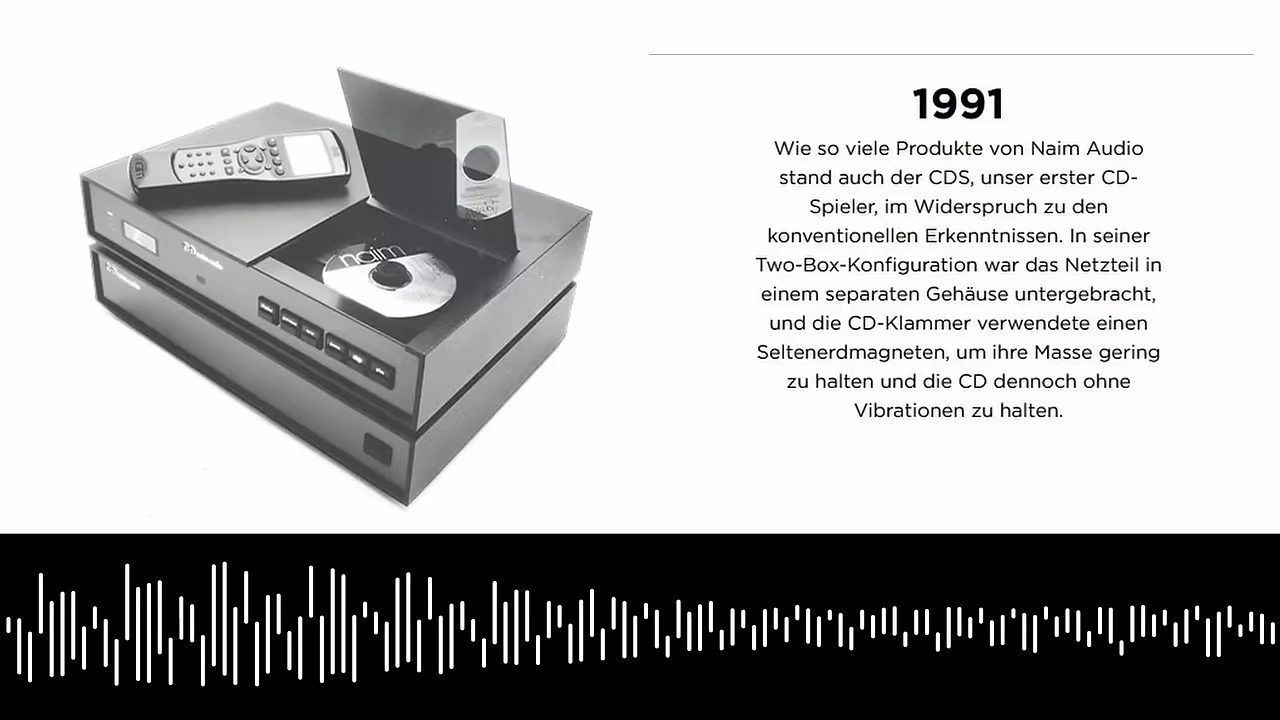 naim
1991
Wie so viele Produkte von Naim Audio
stand auch der CDS, unser erster CD-
Spieler, im Widerspruch zu den
konventionellen Erkenntnissen. In seiner
Two-Box-Konfiguration war das Netzteil in
einem separaten Gehäuse untergebracht,
und die CD-Klammer verwendete einen
Seltenerdmagneten, um ihre Masse gering
zu halten und die CD dennoch ohne
Vibrationen zu halten.